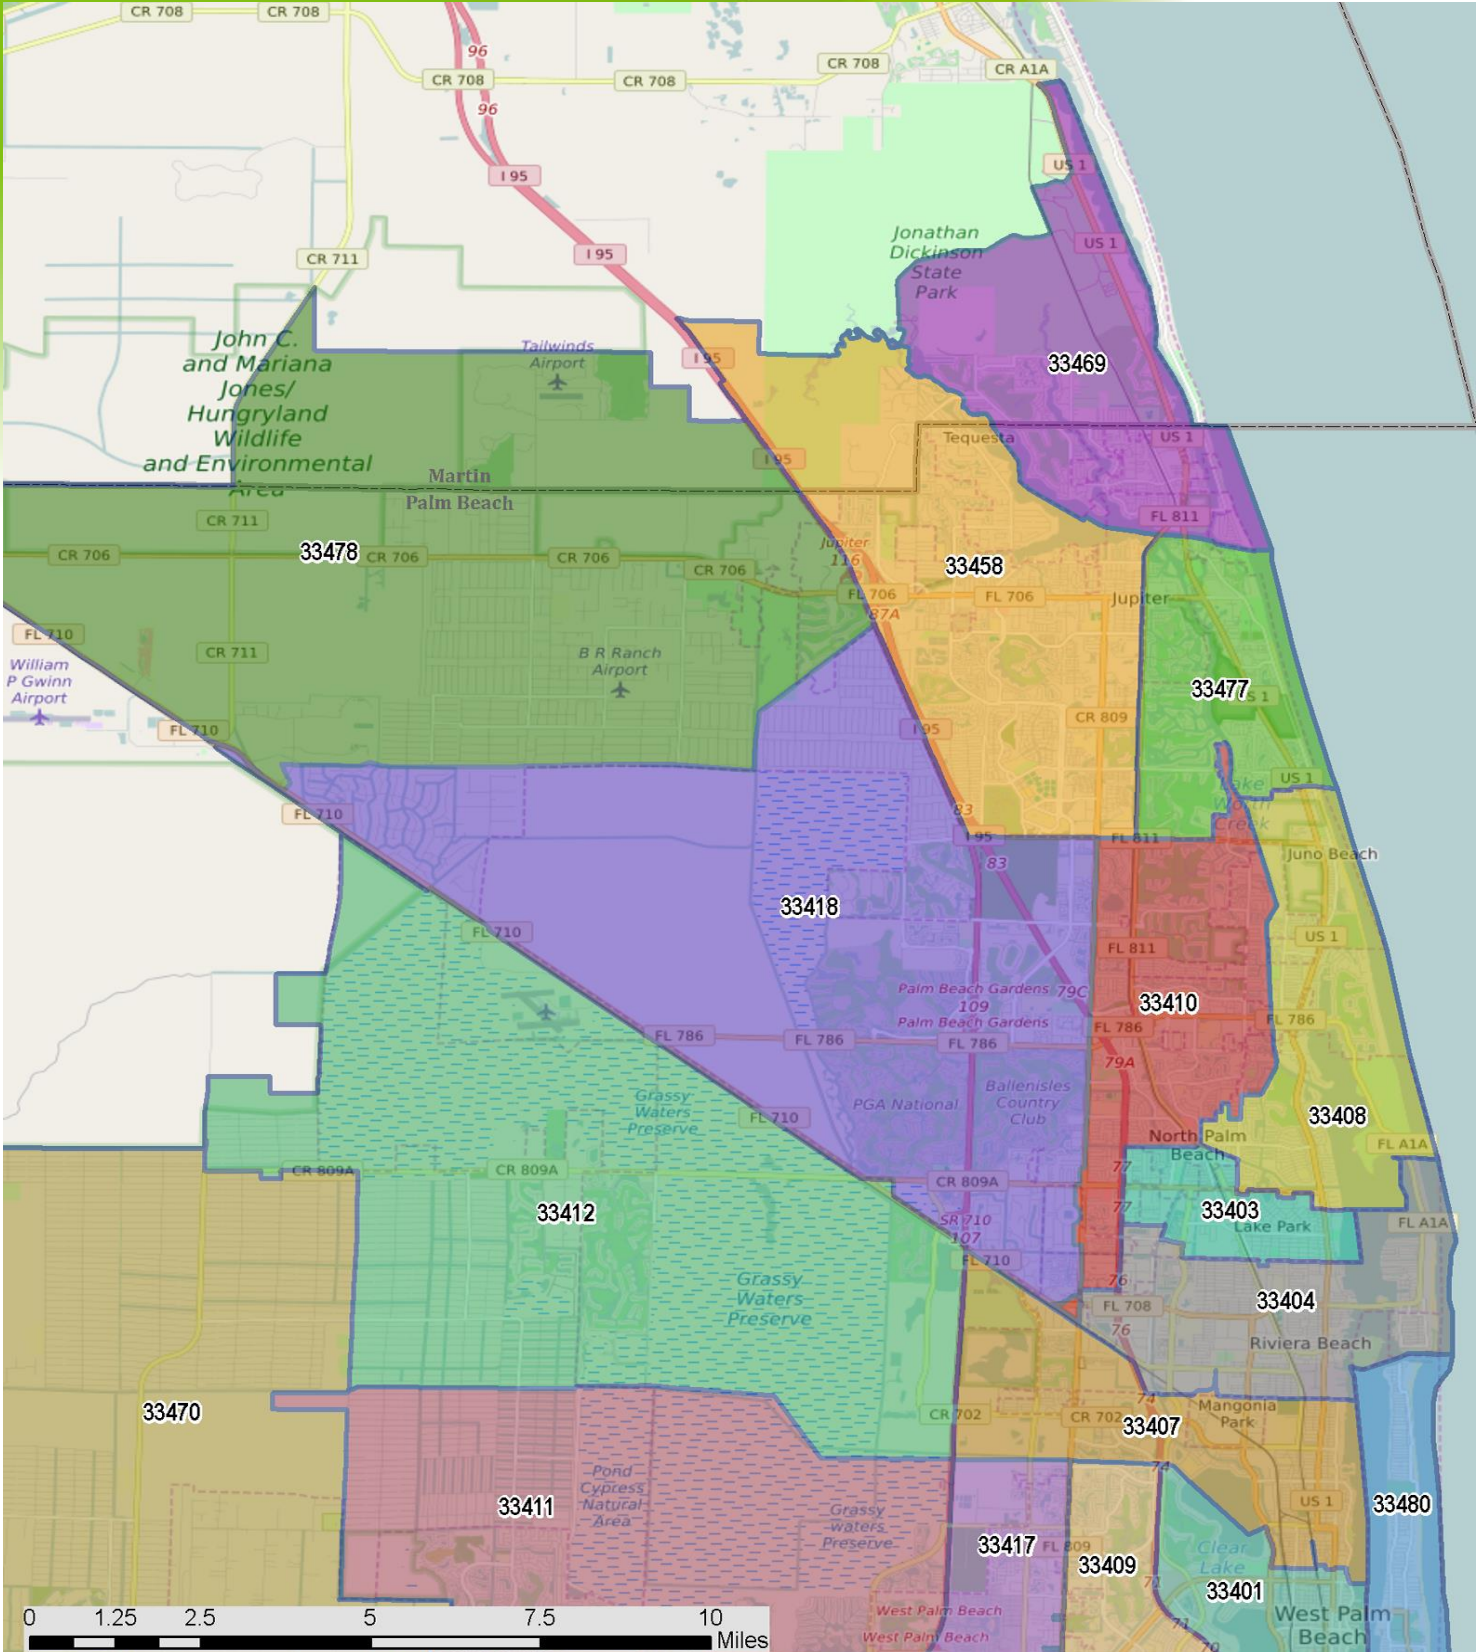 CR 708
CR 708
96
CR 708
CR 708
CR 708
CR A1A
96
I 95
US 1
Jonathan
Dickinson
State
Park
US 1
I 95
CR 711
John C.
and Mariana
Jones/
Hungryland
Wildlife
and Environmental
Area
Tailwinds
Airport
I 95
33469
Tequesta
US 1
I 95
Martin
Palm Beach
CR 711
FL 811
CR 706
33478
CR 706
CR 706
CR 706
Jupiter
116
33458
FL 706
FL 706
Jupiter
87A
FL 710
CR 711
William
P Gwinn
Airport
B R Ranch
Airport
33477
US 1
FL 710
I 95
CR 809
FL 710
83
US 1
Lake
Worth
Creek
I 95
FL 811
83
Juno Beach
33418
FL 710
FL 811
US 1
Palm Beach Gardens
109
Palm Beach Gardens
79C
33410
FL 786
FL 786
FL 786
FL 786
FL 786
79A
Grassy
Waters
Preserve
FL 710
PGA National
Ballenisles
Country
Club
33408
North Palm
Beach
FL A1A
CR 809A
CR 809A
CR 809A
77
33412
77
33403
Lake Park
FL A1A
SR 710
107
FL 710
Grassy
Waters
Preserve
76
FL 708
33404
76
Riviera Beach
33470
CR 702
CR 702
74
33407
Mangonia
Park
74
Pond
Cypress
Natural
Area
33411
Grassy
waters
Preserve
US 1
33480
33417
FL 809
33409
Clear
Lake
71
33401
West Palm Beach
West Palm Beach
71
70
West Palm
Beach
0
1.25
2.5
5
7.5
10
Miles